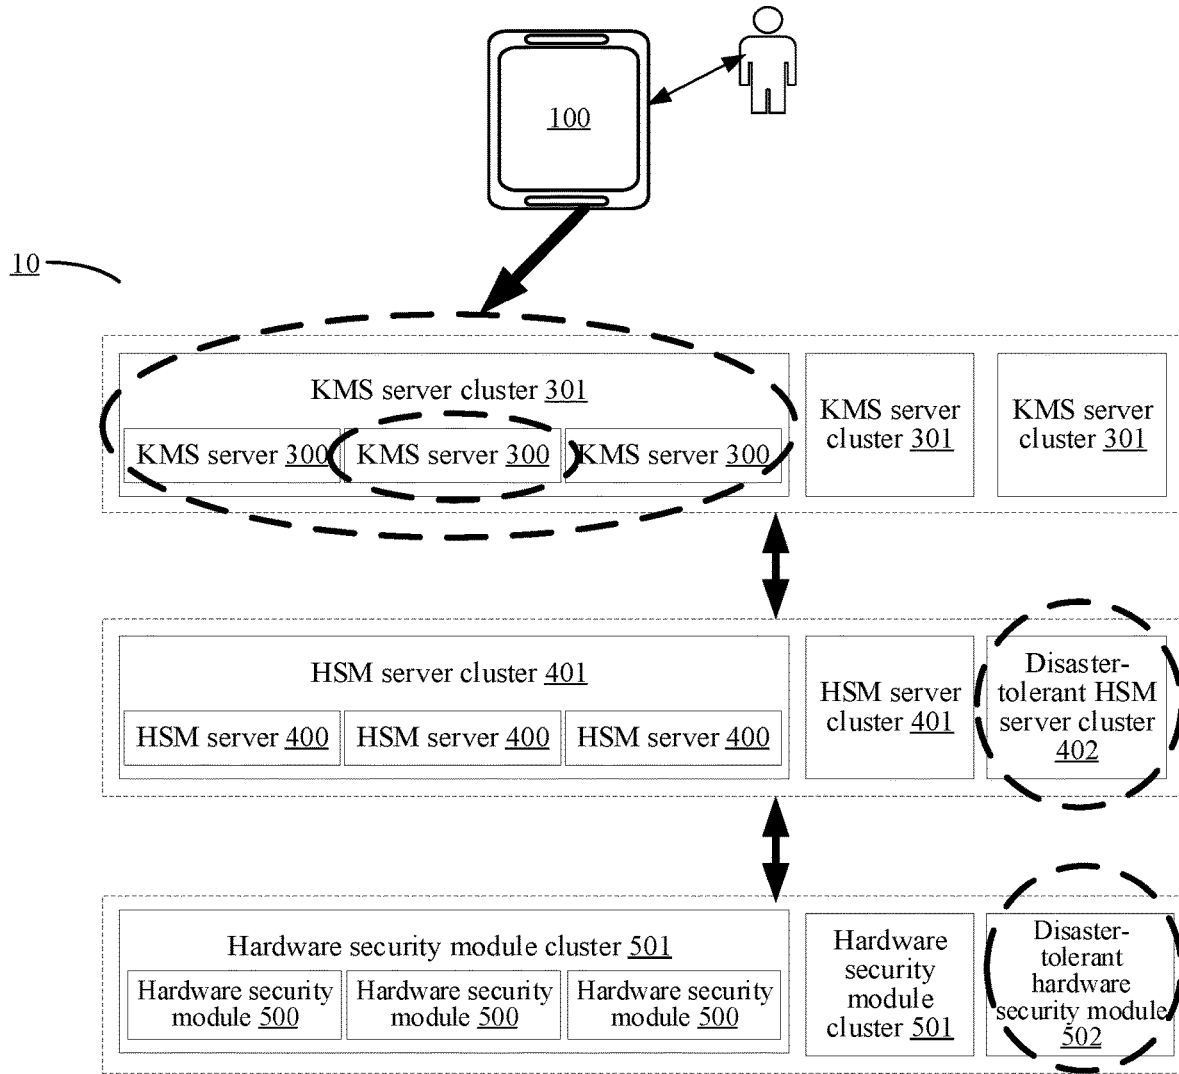 100
10
KMS server cluster 301
KMS server 300
KMS server 300
KMS server 300
KMS server
cluster 301
KMS server
cluster 301
HSM server cluster 401
HSM server 400
HSM server 400
HSM server 400
HSM server
cluster 401
Disaster-
tolerant HSM
server cluster
402
Hardware security module cluster 501
Hardware security
module 500
Hardware security
module 500
Hardware security
module 500
Hardware
security
module
cluster 501
Disaster-
tolerant
hardware
security module
502